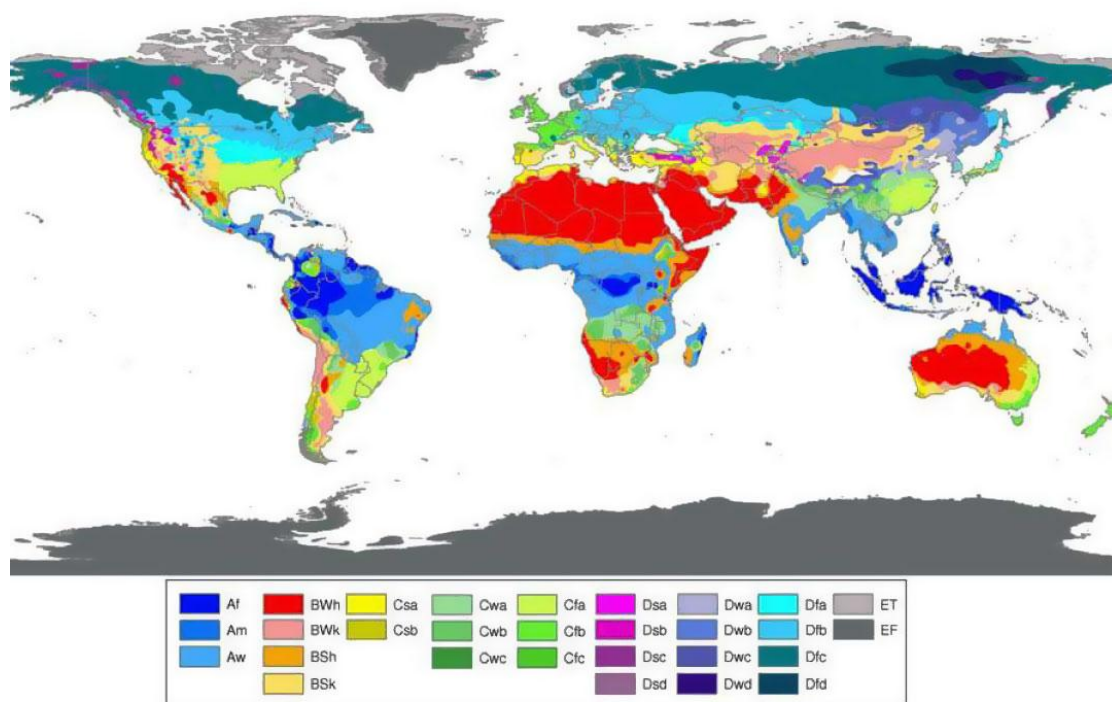 Af BWh Csa Cwa Cfa Dsa Dwa Dfa ET
Am BWk Csb Cwb Cfb Dsb Dwb Dfb EF
Aw BSh Cwc Cfc Dsc Dwc Dfc
BSk Dsd Dwd Dfd